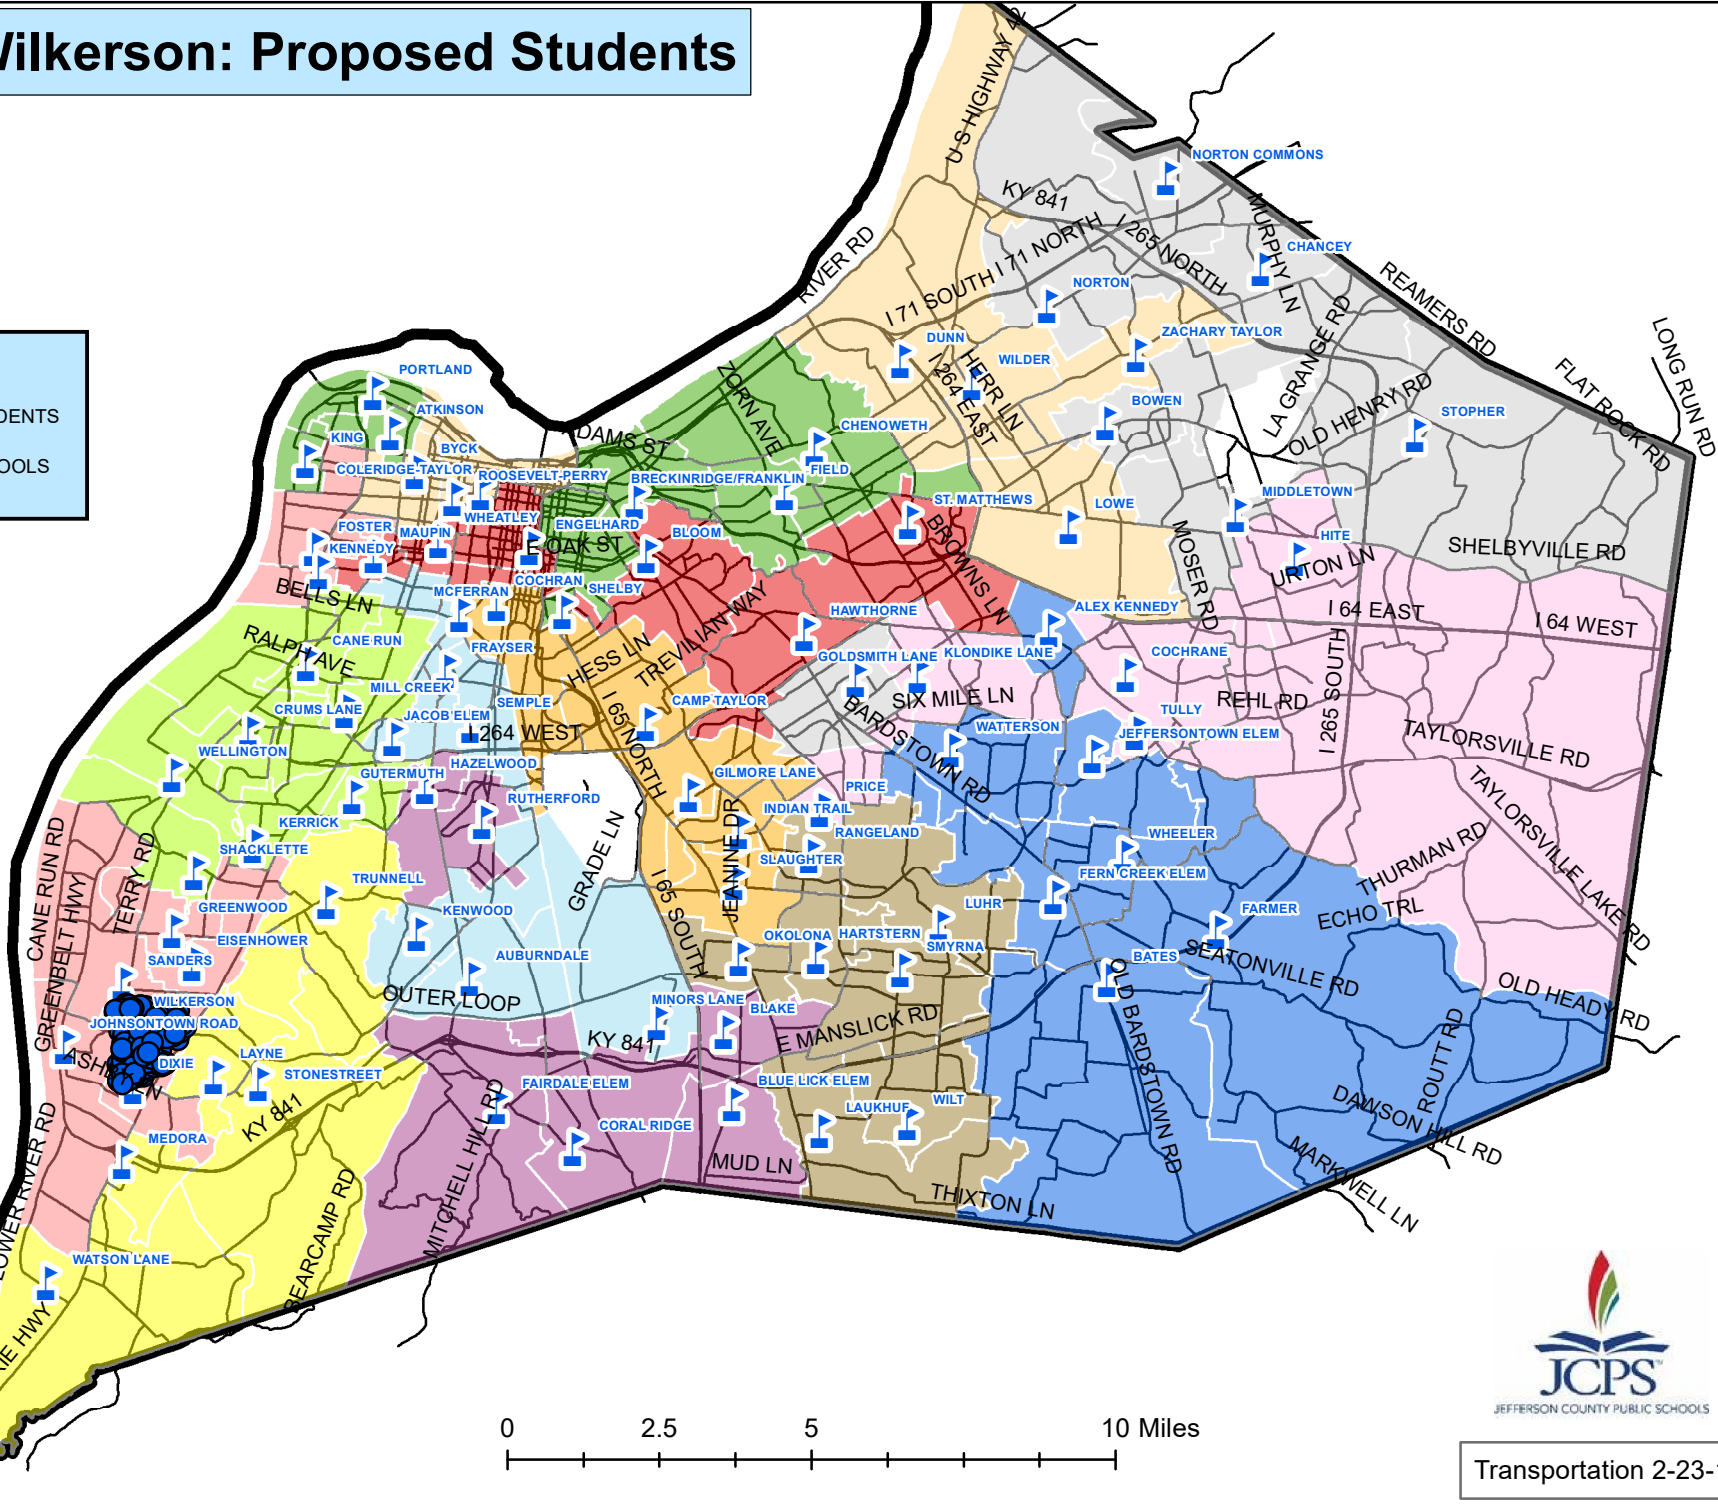 Wilkerson: Proposed Students
DENTS
OOLS
U S HIGHWAY 42
NORTON COMMONS
KY 841
MURPHY LN
I 265 NORTH
CHANCEY
RIVER RD
I 71 NORTH
I 71 SOUTH
REAMERS RD
NORTON
LA GRANGE RD
ZACHARY TAYLOR
DUNN
HERR LN
WILDER
I 264 EAST
LONG RUN RD
FLAT ROCK RD
PORTLAND
ZORN AVE
OLD HENRY RD
BOWEN
STOPHER
ATKINSON
CHENOWETH
KING
DAMS ST
BYCK
COLERIDGE-TAYLOR
ROOSEVELT-PERRY
BRECKINRIDGE/FRANKLIN
FIELD
MIDDLETOWN
ST. MATTHEWS
LOWE
WHEATLEY
FOSTER
MAUPIN
ENGELHARD
BLOOM
BROWNS LN
MOSER RD
HITE
KENNEDY
E OAK ST
SHELBYVILLE RD
URTON LN
BELLS LN
MCFERRAN
COCHRAN
SHELBY
HAWTHORNE
ALEX KENNEDY
I 64 EAST
I 64 WEST
RALPH AVE
CANE RUN
FRAYSER
HESS LN
TREVILIAN WAY
GOLDSMITH LANE
KLONDIKE LANE
COCHRANE
MILL CREEK
SIX MILE LN
REHL RD
I 265 SOUTH
CRUMS LANE
JACOB ELEM
SEMPLE
I 65 NORTH
CAMP TAYLOR
BARDSTOWN RD
WATTERSON
TULLY
JEFFERSONTOWN ELEM
TAYLORSVILLE RD
I 264 WEST
WELLINGTON
GUTERMUTH
HAZELWOOD
GILMORE LANE
RUTHERFORD
PRICE
INDIAN TRAIL
RANGELAND
TAYLORSVILLE LAKE RD
CANE RUN RD
TERRY RD
KERRICK
SHACKLETTE
GRADE LN
JEANINE DR
SLAUGHTER
WHEELER
THURMAN RD
FERN CREEK ELEM
TRUNNELL
GREENBELT HWY
GREENWOOD
KENWOOD
I 65 SOUTH
LUHR
FARMER
ECHO TRL
EISENHOWER
OKOLONA
HARTSTERN
SMYRNA
SEATONVILLE RD
SANDERS
AUBURNDALE
BATES
OUTER LOOP
OLD HEADY RD
WILKERSON
MINORS LANE
BLAKE
JOHNSONTOWN ROAD
KY 841
E MANSLICK RD
OLD BARDSTOWN RD
ROUTT RD
DIXIE
LAYNE
STONESTREET
FAIRDALE ELEM
BLUE LICK ELEM
WILT
DAWSON HILL RD
KY 841
CORAL RIDGE
MEDORA
MITCHELL HILL RD
MUD LN
MARKWELL LN
LOWER RIVER RD
BEARCAMP RD
THIXTON LN
WATSON LANE
IE HWY
0 2.5 5 10 Miles
JCPS
JEFFERSON COUNTY PUBLIC SCHOOLS
Transportation 2-23-